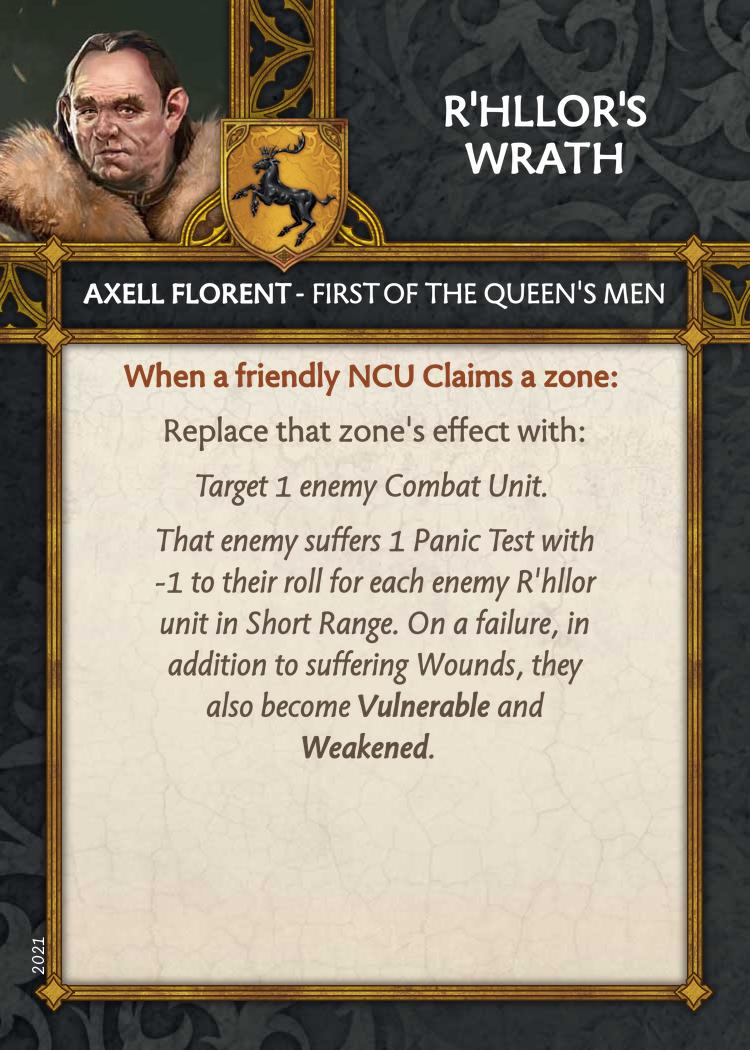 R'HLLOR'S
WRATH
AXELL FLORENT - FIRST OF THE QUEEN'S MEN
When a friendly NCU Claims a zone:
Replace that zone's effect with:
Target 1 enemy Combat Unit.
That enemy suffers 1 Panic Test with
-1 to their roll for each enemy R'hllor
unit in Short Range. On a failure, in
addition to suffering Wounds, they
also become Vulnerable and
Weakened.
2021